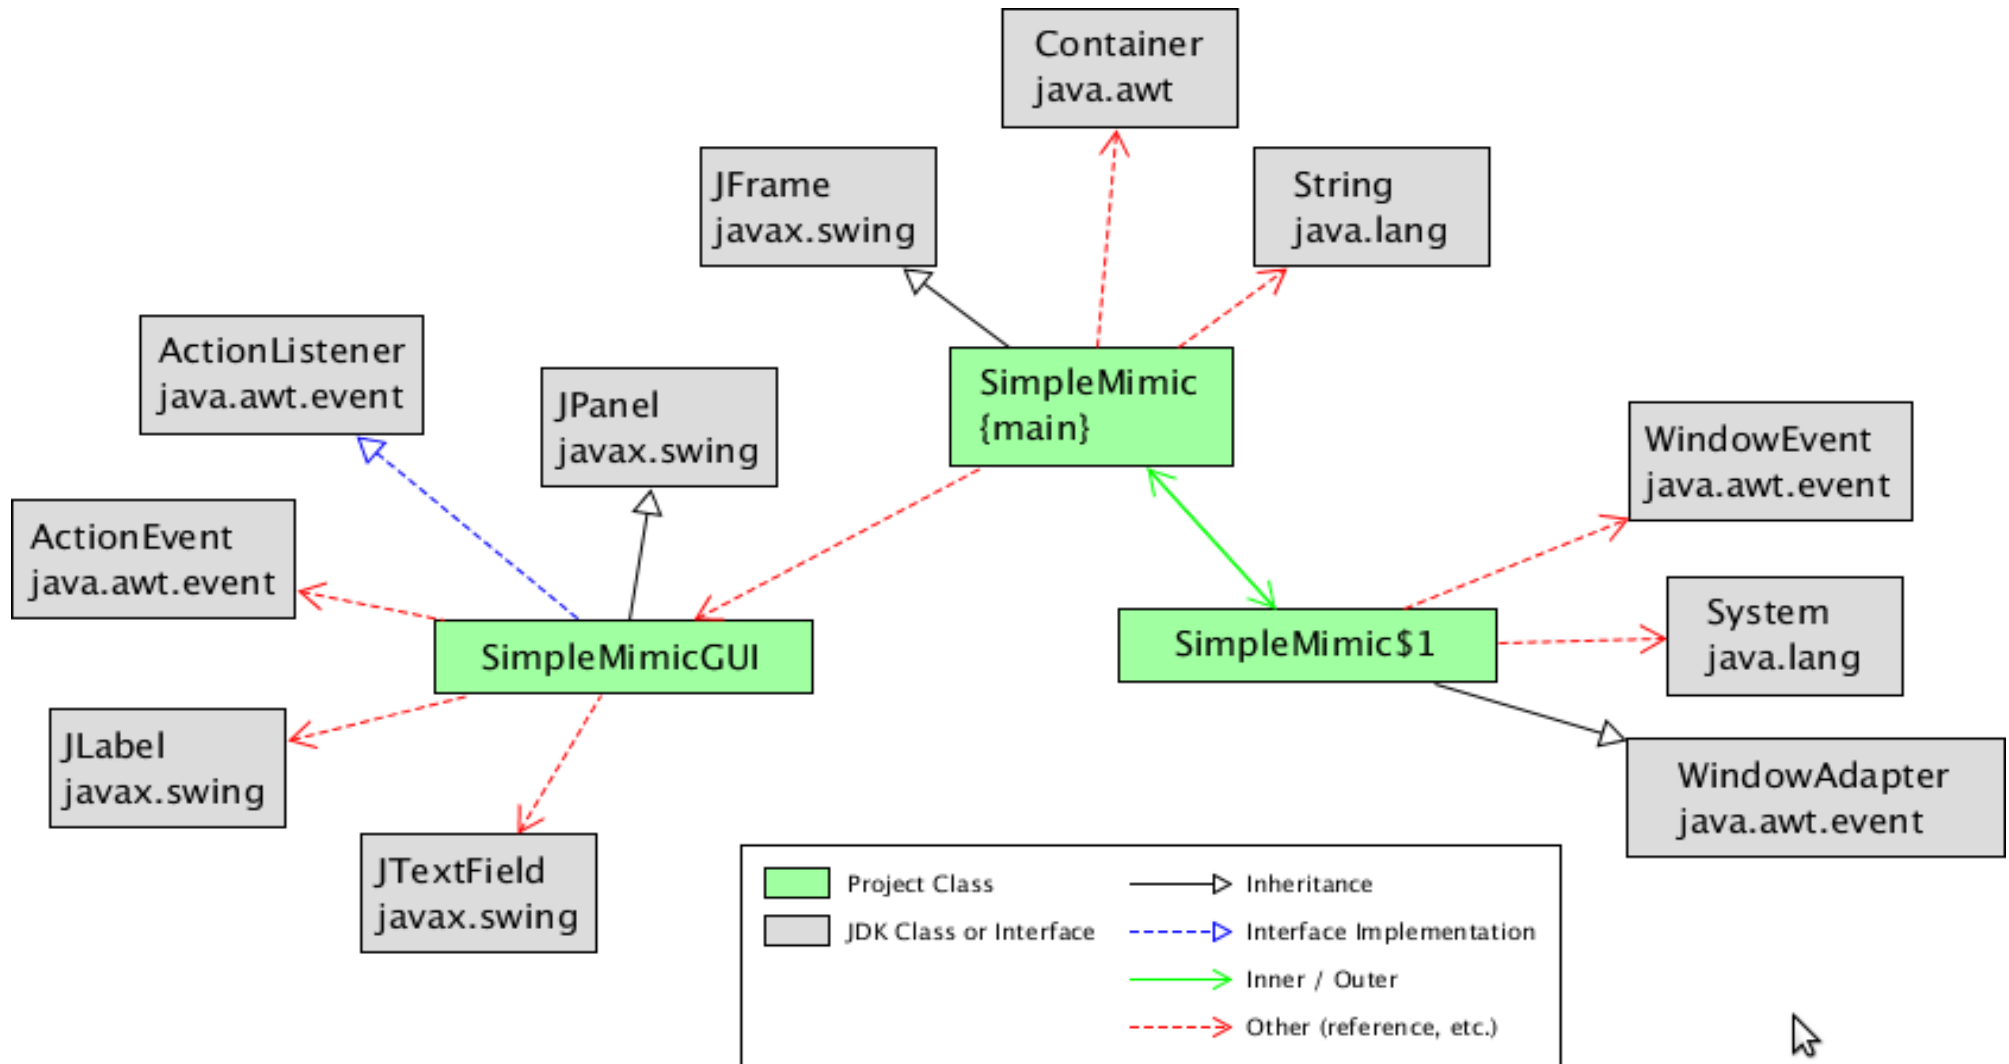 Container
java.awt
JFrame
javax.swing
String
java.lang
ActionListener
java.awt.event
JPanel
javax.swing
SimpleMimic
{main}
WindowEvent
java.awt.event
ActionEvent
java.awt.event
SimpleMimicGUI
SimpleMimic$1
System
java.lang
JLabel
javax.swing
WindowAdapter
java.awt.event
JTextField
javax.swing
Project Class
JDK Class or Interface
Inheritance
Interface Implementation
Inner / Outer
Other (reference, etc.)